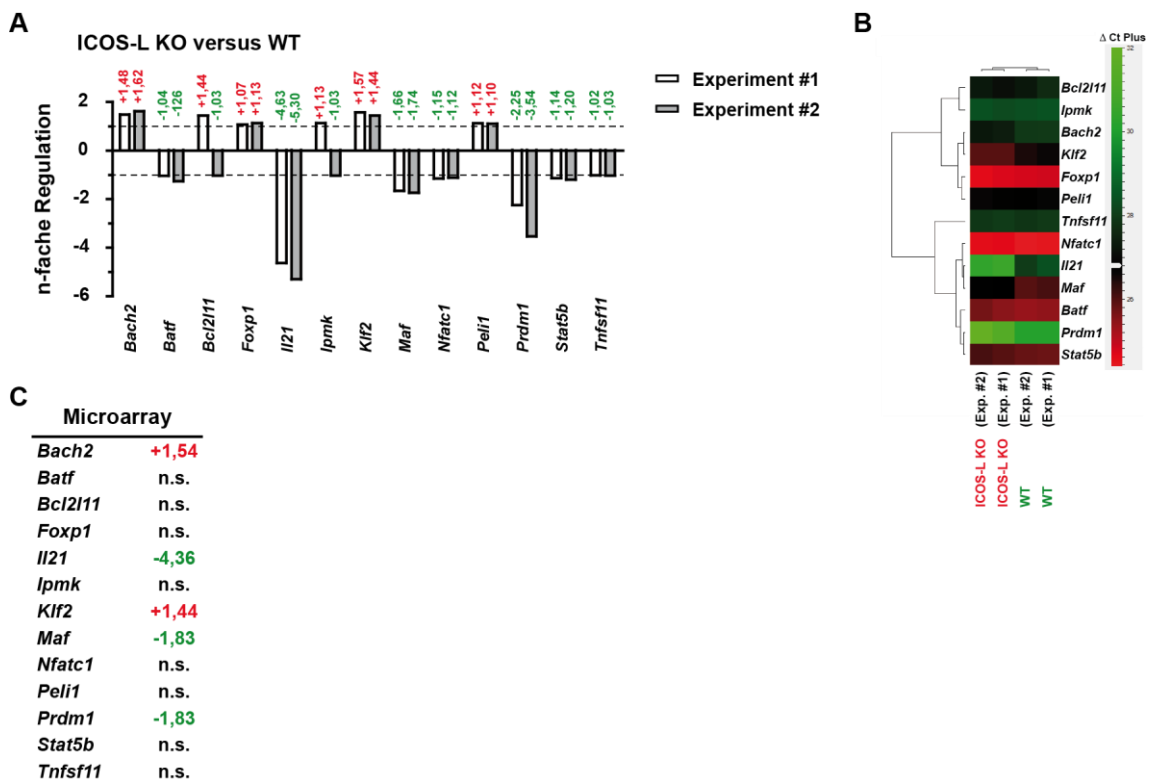 A
ICOS-L KO versus WT
+1,48
+1,62
-1,04
-126
+1,44
-1,03
+1,07
+1,13
-4,63
-5,30
+1,13
-1,03
+1,57
+1,44
-1,66
-1,74
-1,15
-1,12
+1,12
+1,10
-2,25
-3,54
-1,14
-1,20
-1,02
-1,03
Experiment #1
Experiment #2
n-fache Regulation
2
0
-2
-4
-6
Bach2
Batf
Bcl2l11
Foxp1
Il21
Ipmk
Klf2
Maf
Nfatc1
Peli1
Prdm1
Stat5b
Tnfsf11
B
Δ Ct Plus
32
30
28
26
Bcl2l11
Ipmk
Bach2
Klf2
Foxp1
Peli1
Tnfsf11
Nfatc1
Il21
Maf
Batf
Prdm1
Stat5b
ICOS-L KO (Exp. #2)
ICOS-L KO (Exp. #1)
WT (Exp. #2)
WT (Exp. #1)
C
Microarray
Bach2 +1,54
Batf n.s.
Bcl2l11 n.s.
Foxp1 n.s.
Il21 -4,36
Ipmk n.s.
Klf2 +1,44
Maf -1,83
Nfatc1 n.s.
Peli1 n.s.
Prdm1 -1,83
Stat5b n.s.
Tnfsf11 n.s.